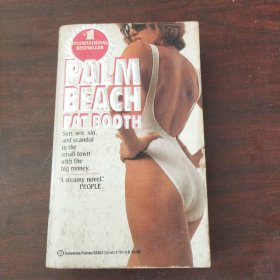 #1
INTERNATIONAL
BESTSELLER
PALM
BEACH
PAT BOOTH
Sun, sex, sin,
and scandal
in the
small town
with the
big money.
"A steamy novel."
PEOPLE